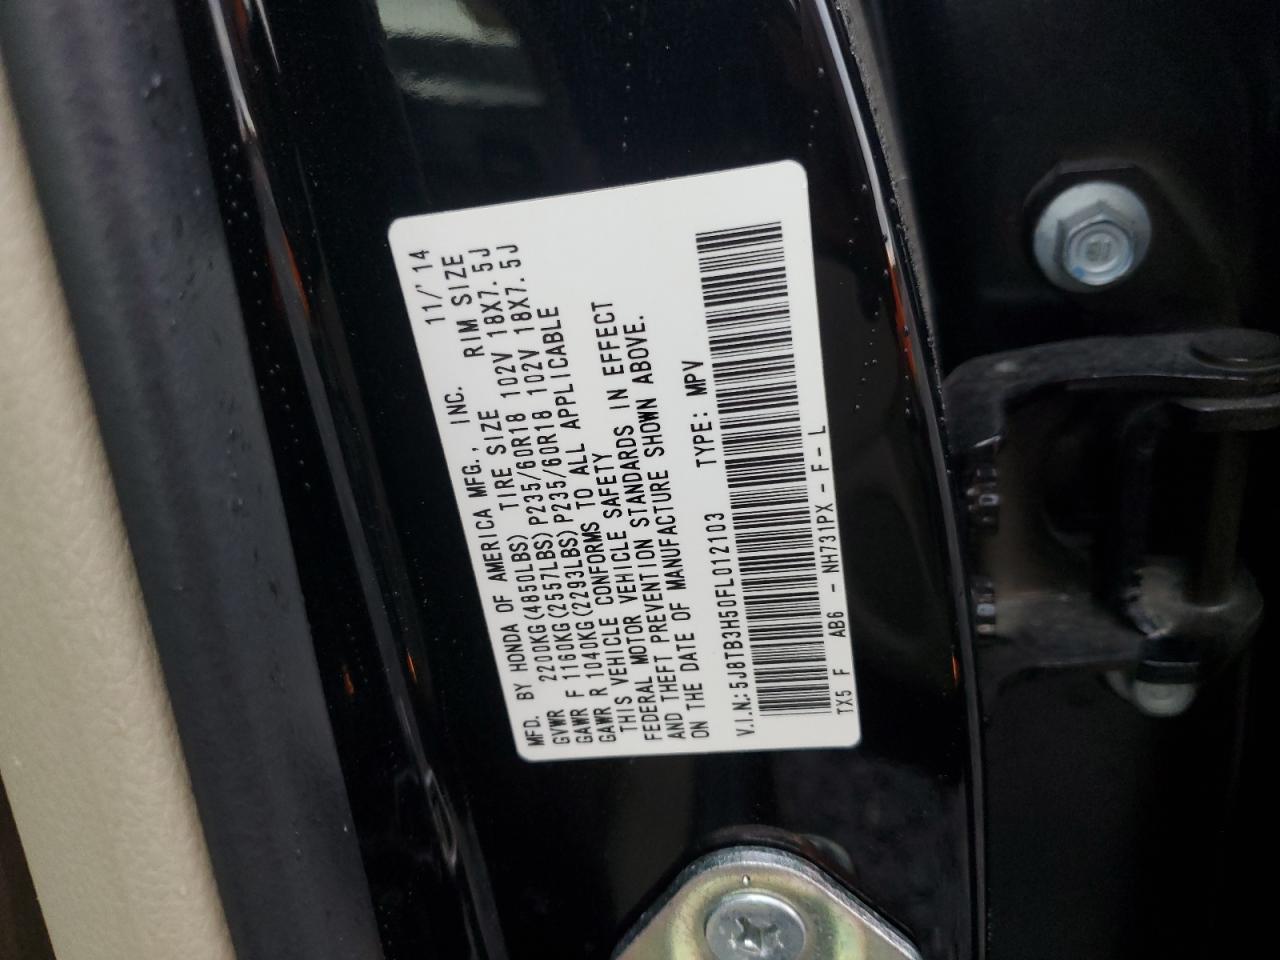 MFD. BY HONDA OF AMERICA MFG., INC. 11/'14
GVWR 2200KG(4850LBS) TIRE SIZE RIM SIZE
GAWR F 1160KG(2557LBS) P235/60R18 102V 18X7.5J
GAWR R 1040KG(2293LBS) P235/60R18 102V 18X7.5J
THIS VEHICLE CONFORMS TO ALL APPLICABLE
FEDERAL MOTOR VEHICLE SAFETY
AND THEFT PREVENTION STANDARDS IN EFFECT
ON THE DATE OF MANUFACTURE SHOWN ABOVE.
V.I.N.: 5J8TB3H50FL012103 TYPE: MPV
TX5 F AB6 - NH731PX - F - L